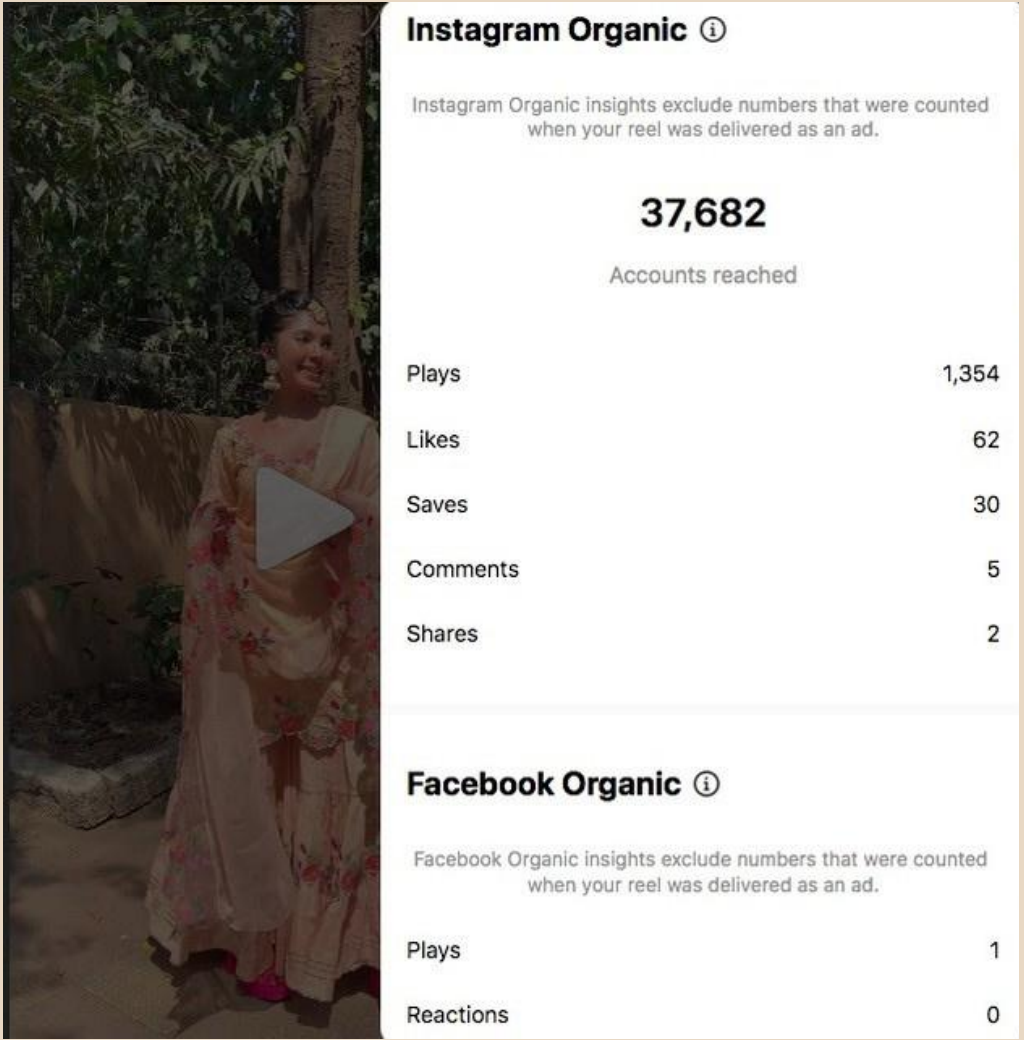 Instagram Organic
Instagram Organic insights exclude numbers that were counted
when your reel was delivered as an ad.
37,682
Accounts reached
Plays 1,354
Likes 62
Saves 30
Comments 5
Shares 2
Facebook Organic
Facebook Organic insights exclude numbers that were counted
when your reel was delivered as an ad.
Plays 1
Reactions 0